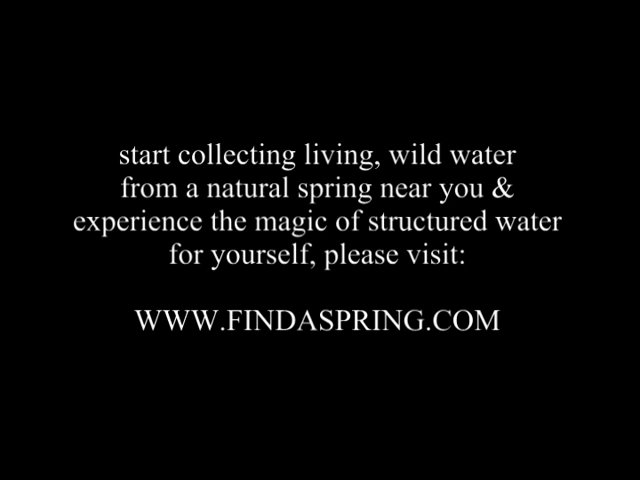 start collecting living, wild water
from a natural spring near you &
experience the magic of structured water
for yourself, please visit:
WWW.FINDASPRING.COM